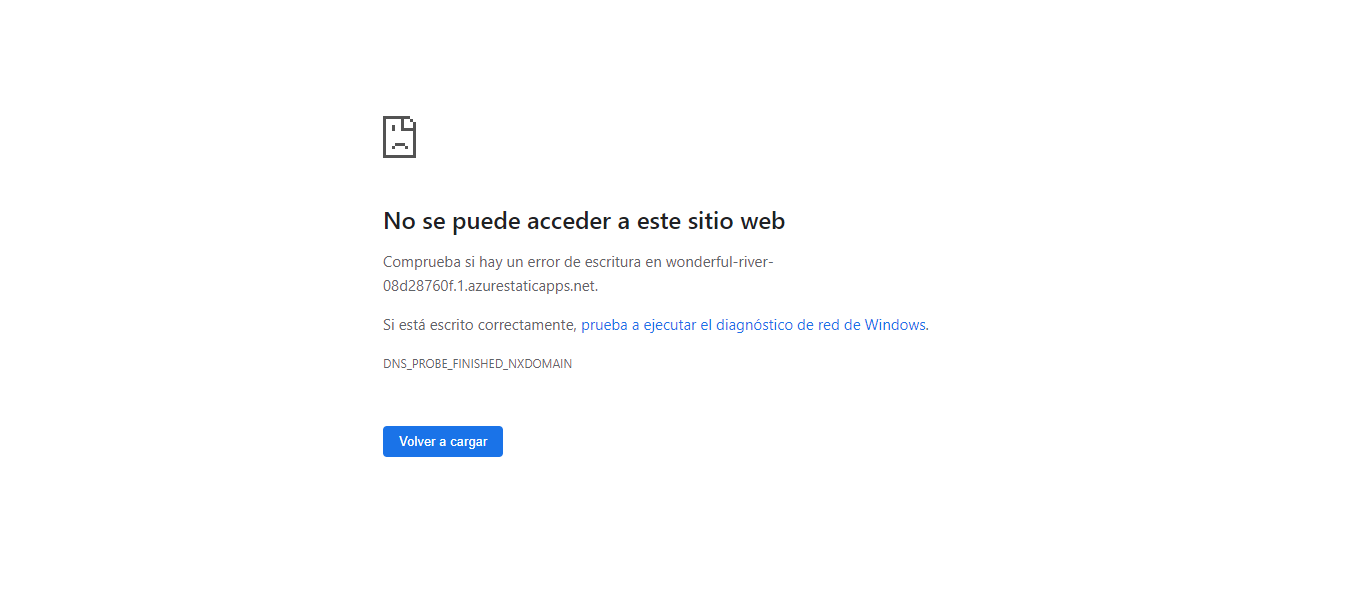 No se puede acceder a este sitio web
Comprueba si hay un error de escritura en wonderful-river-
08d28760f.1.azurestaticapps.net.
Si está escrito correctamente, prueba a ejecutar el diagnóstico de red de Windows.
DNS_PROBE_FINISHED_NXDOMAIN
Volver a cargar